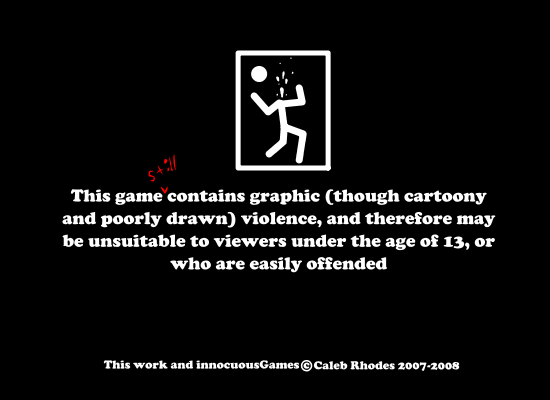 still
This game contains graphic (though cartoony
and poorly drawn) violence, and therefore may
be unsuitable to viewers under the age of 13, or
who are easily offended
This work and innocuousGames©Caleb Rhodes 2007-2008